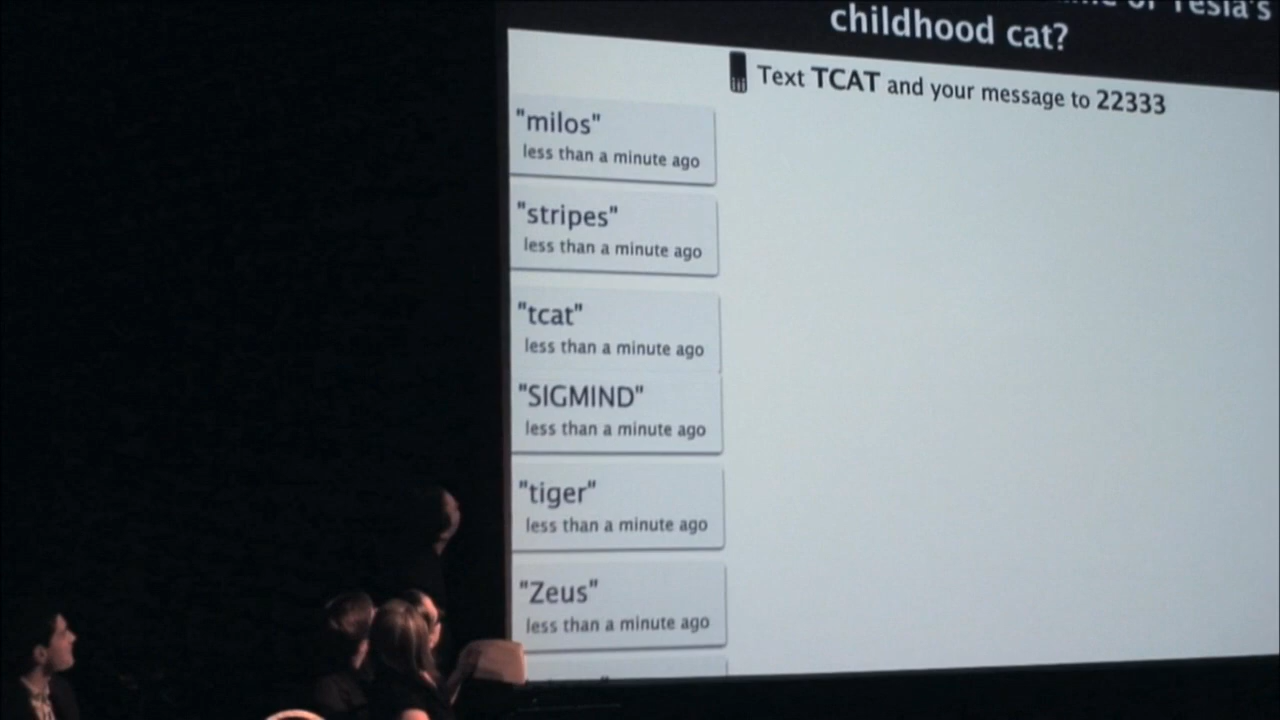 of Tesla's
childhood cat?
Text TCAT and your message to 22333
"milos"
less than a minute ago
"stripes"
less than a minute ago
"tcat"
less than a minute ago
"SIGMIND"
less than a minute ago
"tiger"
less than a minute ago
"Zeus"
less than a minute ago